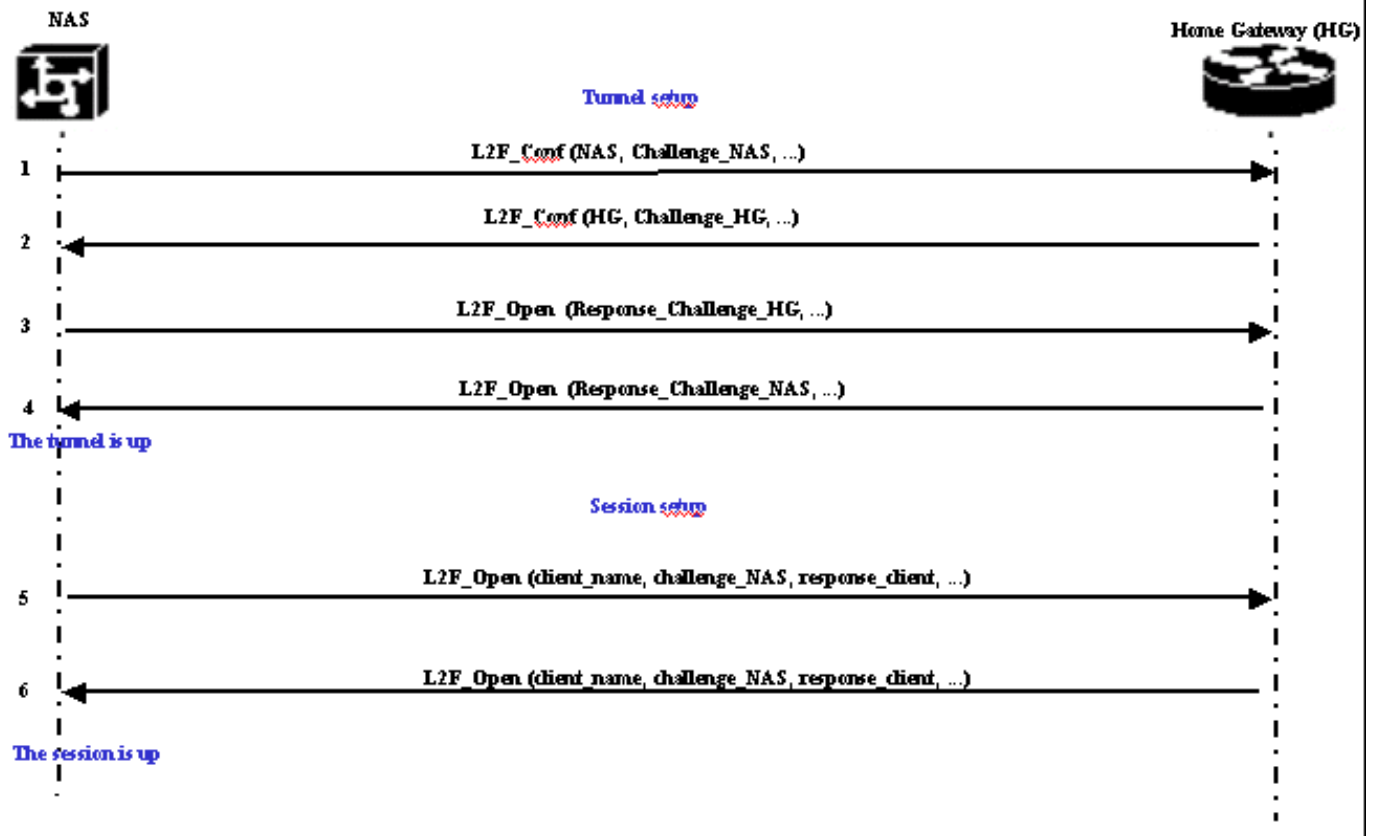 NAS
Home Gateway (HG)
Tunnel setup
L2F_Conf (NAS, Challenge_NAS, ...)
1
L2F_Conf (HG, Challenge_HG, ...)
2
L2F_Open (Response_Challenge_HG, ...)
3
L2F_Open (Response_Challenge_NAS, ...)
4
The tunnel is up
Session setup
L2F_Open (client_name, challenge_NAS, response_client, ...)
5
L2F_Open (client_name, challenge_NAS, response_client, ...)
6
The session is up